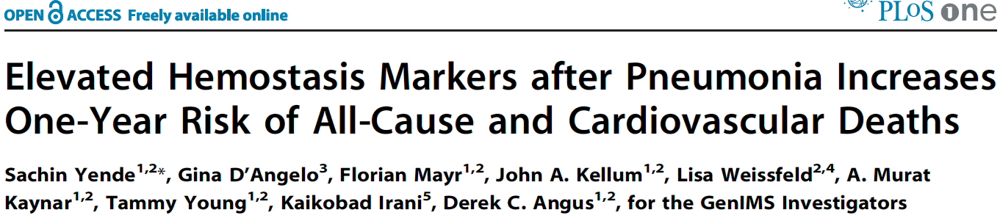 OPEN ACCESS Freely available online
PLoS one
Elevated Hemostasis Markers after Pneumonia Increases
One-Year Risk of All-Cause and Cardiovascular Deaths
Sachin Yende1,2*, Gina D’Angelo3, Florian Mayr1,2, John A. Kellum1,2, Lisa Weissfeld2,4, A. Murat
Kaynar1,2, Tammy Young1,2, Kaikobad Irani5, Derek C. Angus1,2, for the GenIMS Investigators